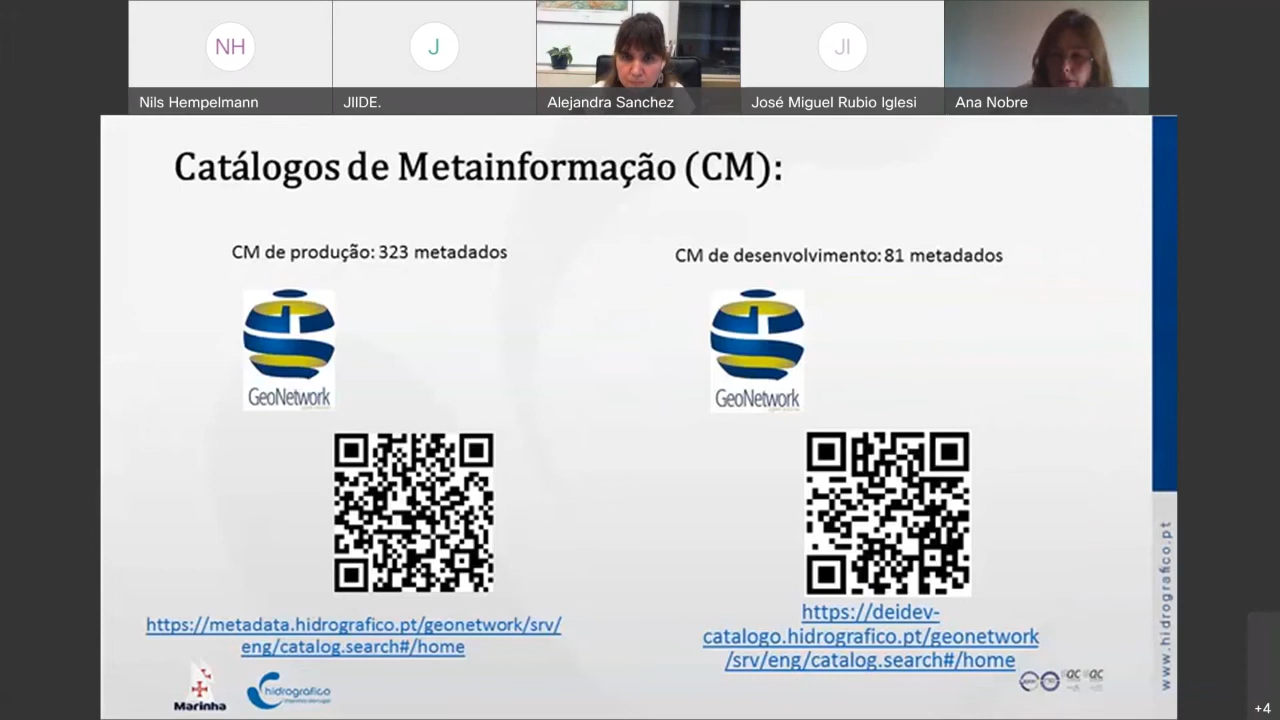 NH
J
JI
Nils Hempelmann
JIIDE.
Alejandra Sanchez
José Miguel Rubio Iglesi
Ana Nobre
Catálogos de Metainformação (CM):
CM de produção: 323 metadados
CM de desenvolvimento: 81 metadados
GeoNetwork
GeoNetwork
https://metadata.hidrografico.pt/geonetwork/srv/
eng/catalog.search#/home
https://deidev-
catalogo.hidrografico.pt/geonetwork
/srv/eng/catalog.search#/home
Marinha
hidrografico
www.hidrografico.pt
+4